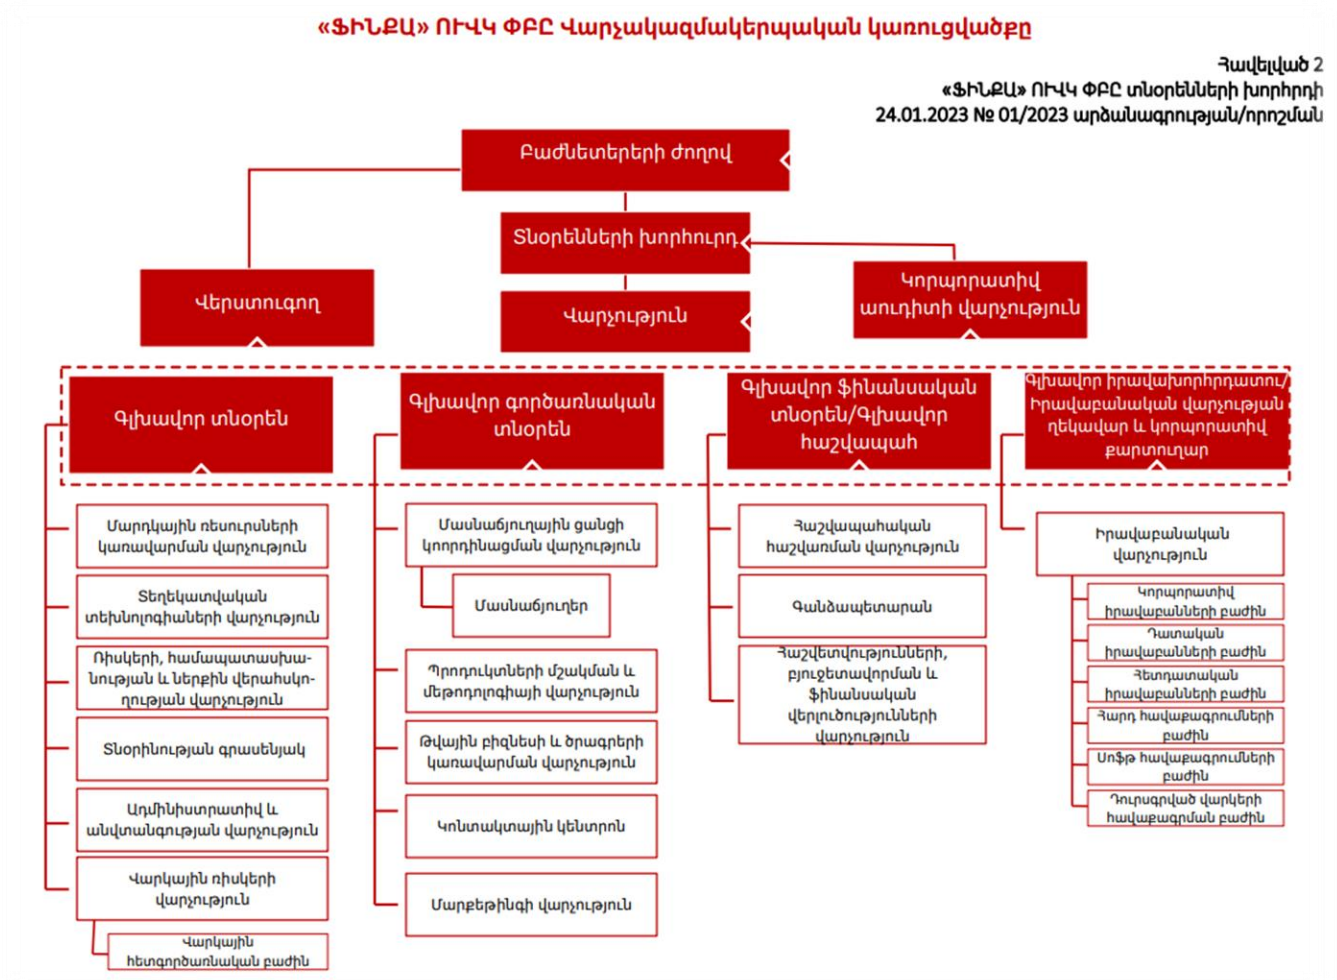 «ՖԻՆՔԱ» ՈՒՎԿ ՓԲԸ Վարչակազմակերպական կառուցվածքը
Հավելված 2
«ՖԻՆՔԱ» ՈՒՎԿ ՓԲԸ տնօրենների խորհրդի
24.01.2023 № 01/2023 արձանագրության/որոշման
Բաժնետերերի ժողով
Տնօրենների խորհուրդ
Վերստուգող
Վարչություն
Կորպորատիվ
աուդիտի վարչություն
Գլխավոր տնօրեն
Մարդկային ռեսուրսների
կառավարման վարչություն
Տեղեկատվական
տեխնոլոգիաների վարչություն
Ռիսկերի, համապատասխա-
նության և ներքին վերահսկո-
ղության վարչություն
Տնօրինության գրասենյակ
Ադմինիստրատիվ և
անվտանգության վարչություն
Վարկային ռիսկերի
վարչություն
Վարկային
հետգործառնական բաժին
Գլխավոր գործառնական
տնօրեն
Մասնաճյուղային ցանցի
կոորդինացման վարչություն
Մասնաճյուղեր
Պրոդուկտների մշակման և
մեթոդոլոգիայի վարչություն
Թվային բիզնեսի և ծրագրերի
կառավարման վարչություն
Կոնտակտային կենտրոն
Մարքեթինգի վարչություն
Գլխավոր ֆինանսական
տնօրեն/Գլխավոր
հաշվապահ
Հաշվապահական
հաշվառման վարչություն
Գանձապետարան
Հաշվետվությունների,
բյուջետավորման և
ֆինանսական
վերլուծությունների
վարչություն
Գլխավոր իրավախորհրդատու/
Իրավաբանական վարչության
ղեկավար և կորպորատիվ
քարտուղար
Իրավաբանական
վարչություն
Կորպորատիվ
իրավաբանների բաժին
Դատական
իրավաբանների բաժին
Հետդատական
իրավաբանների բաժին
Հարդ հավաքագրումների
բաժին
Սոֆթ հավաքագրումների
բաժին
Դուրսգրված վարկերի
հավաքագրման բաժին